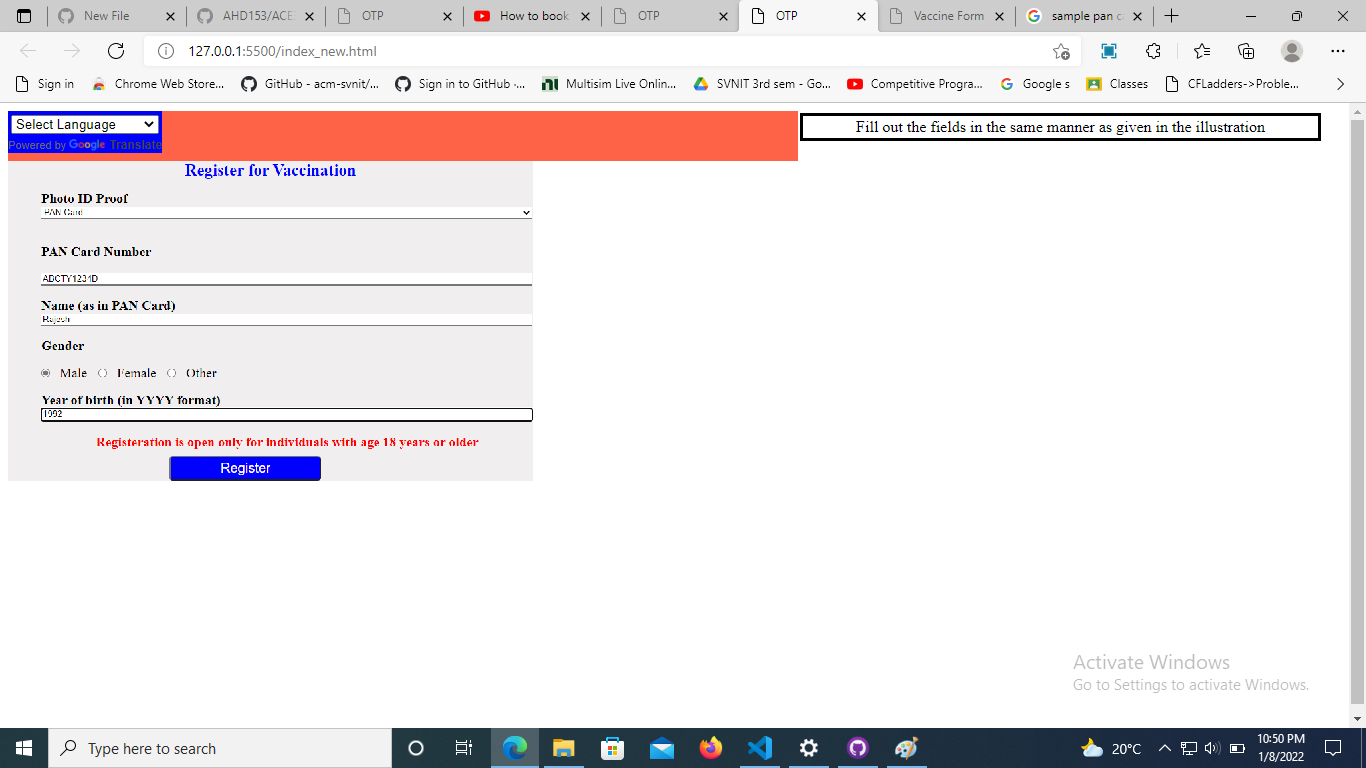 New File
AHD153/ACE
OTP
How to book
OTP
OTP
Vaccine Form
sample pan c
127.0.0.1:5500/index_new.html
Sign in
Chrome Web Store...
GitHub - acm-svnit/...
Sign in to GitHub ·...
Multisim Live Onlin...
SVNIT 3rd sem - Go...
Competitive Progra...
Google s
Classes
CFLadders->Proble...
Select Language
Powered by Google Translate
Fill out the fields in the same manner as given in the illustration
Register for Vaccination
Photo ID Proof
PAN Card
PAN Card Number
ABCTY1234D
Name (as in PAN Card)
Rajesh
Gender
Male Female Other
Year of birth (in YYYY format)
1992
Registeration is open only for individuals with age 18 years or older
Register
Activate Windows
Go to Settings to activate Windows.
Type here to search
20°C
10:50 PM
1/8/2022